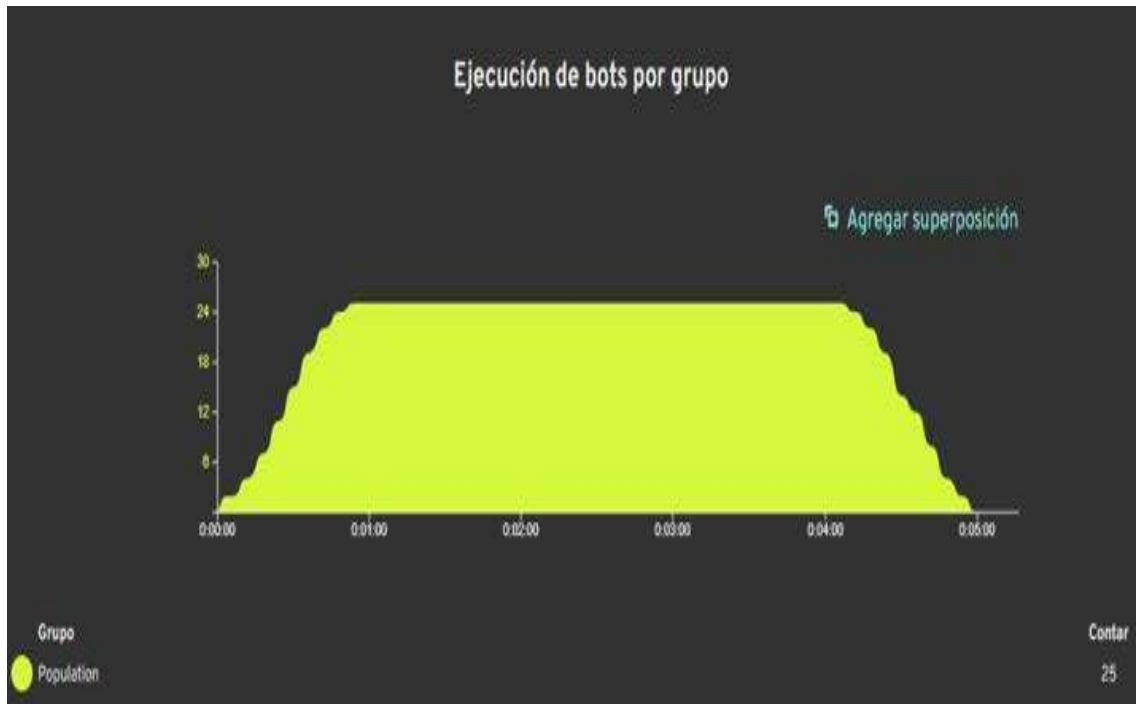 Ejecución de bots por grupo
Agregar superposición
30
24
18
12
6
0:00:00 0:01:00 0:02:00 0:03:00 0:04:00 0:05:00
Grupo Contar
Population 25